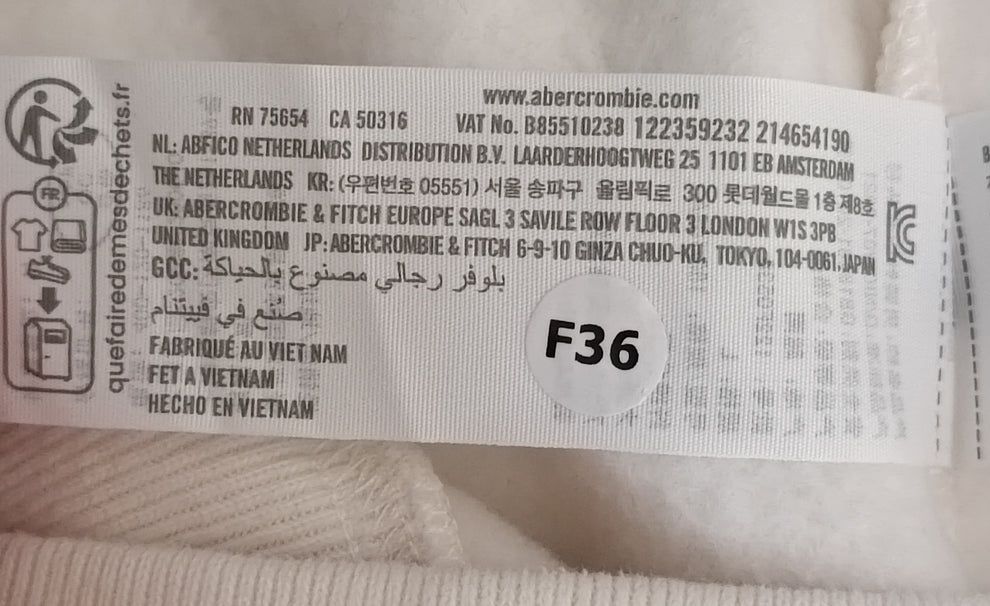 www.abercrombie.com
RN 75654 CA 50316 VAT No. B85510238 122359232 214654190
NL: ABFICO NETHERLANDS DISTRIBUTION B.V. LAARDERHOOGTWEG 25 1101 EB AMSTERDAM
THE NETHERLANDS KR: (우편번호 05551) 서울 송파구 올림픽로 300 롯데월드몰 1층 제8호
UK: ABERCROMBIE & FITCH EUROPE SAGL 3 SAVILE ROW FLOOR 3 LONDON W1S 3PB
UNITED KINGDOM JP: ABERCROMBIE & FITCH 6-9-10 GINZA CHUO-KU, TOKYO, 104-0061, JAPAN
GCC: بلوفر رجالي مصنوع بالحياكة
صنع في فييتنام
FABRIQUÉ AU VIET NAM
FET A VIETNAM
HECHO EN VIETNAM
F36
FR
quefairedemesdechets.fr